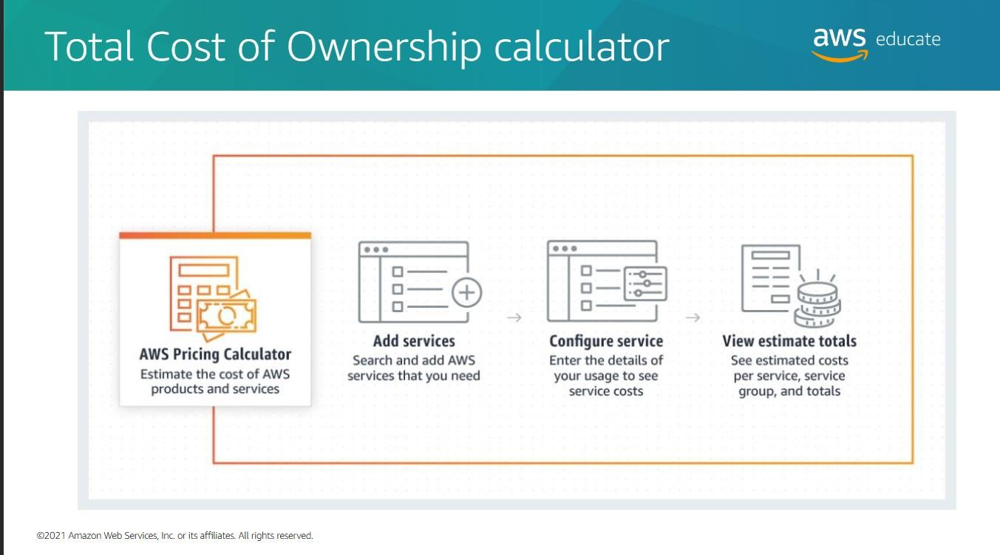 Total Cost of Ownership calculator
aws educate
AWS Pricing Calculator
Estimate the cost of AWS
products and services
Add services
Search and add AWS
services that you need
Configure service
Enter the details of
your usage to see
service costs
View estimate totals
See estimated costs
per service, service
group, and totals
©2021 Amazon Web Services, Inc. or its affiliates. All rights reserved.